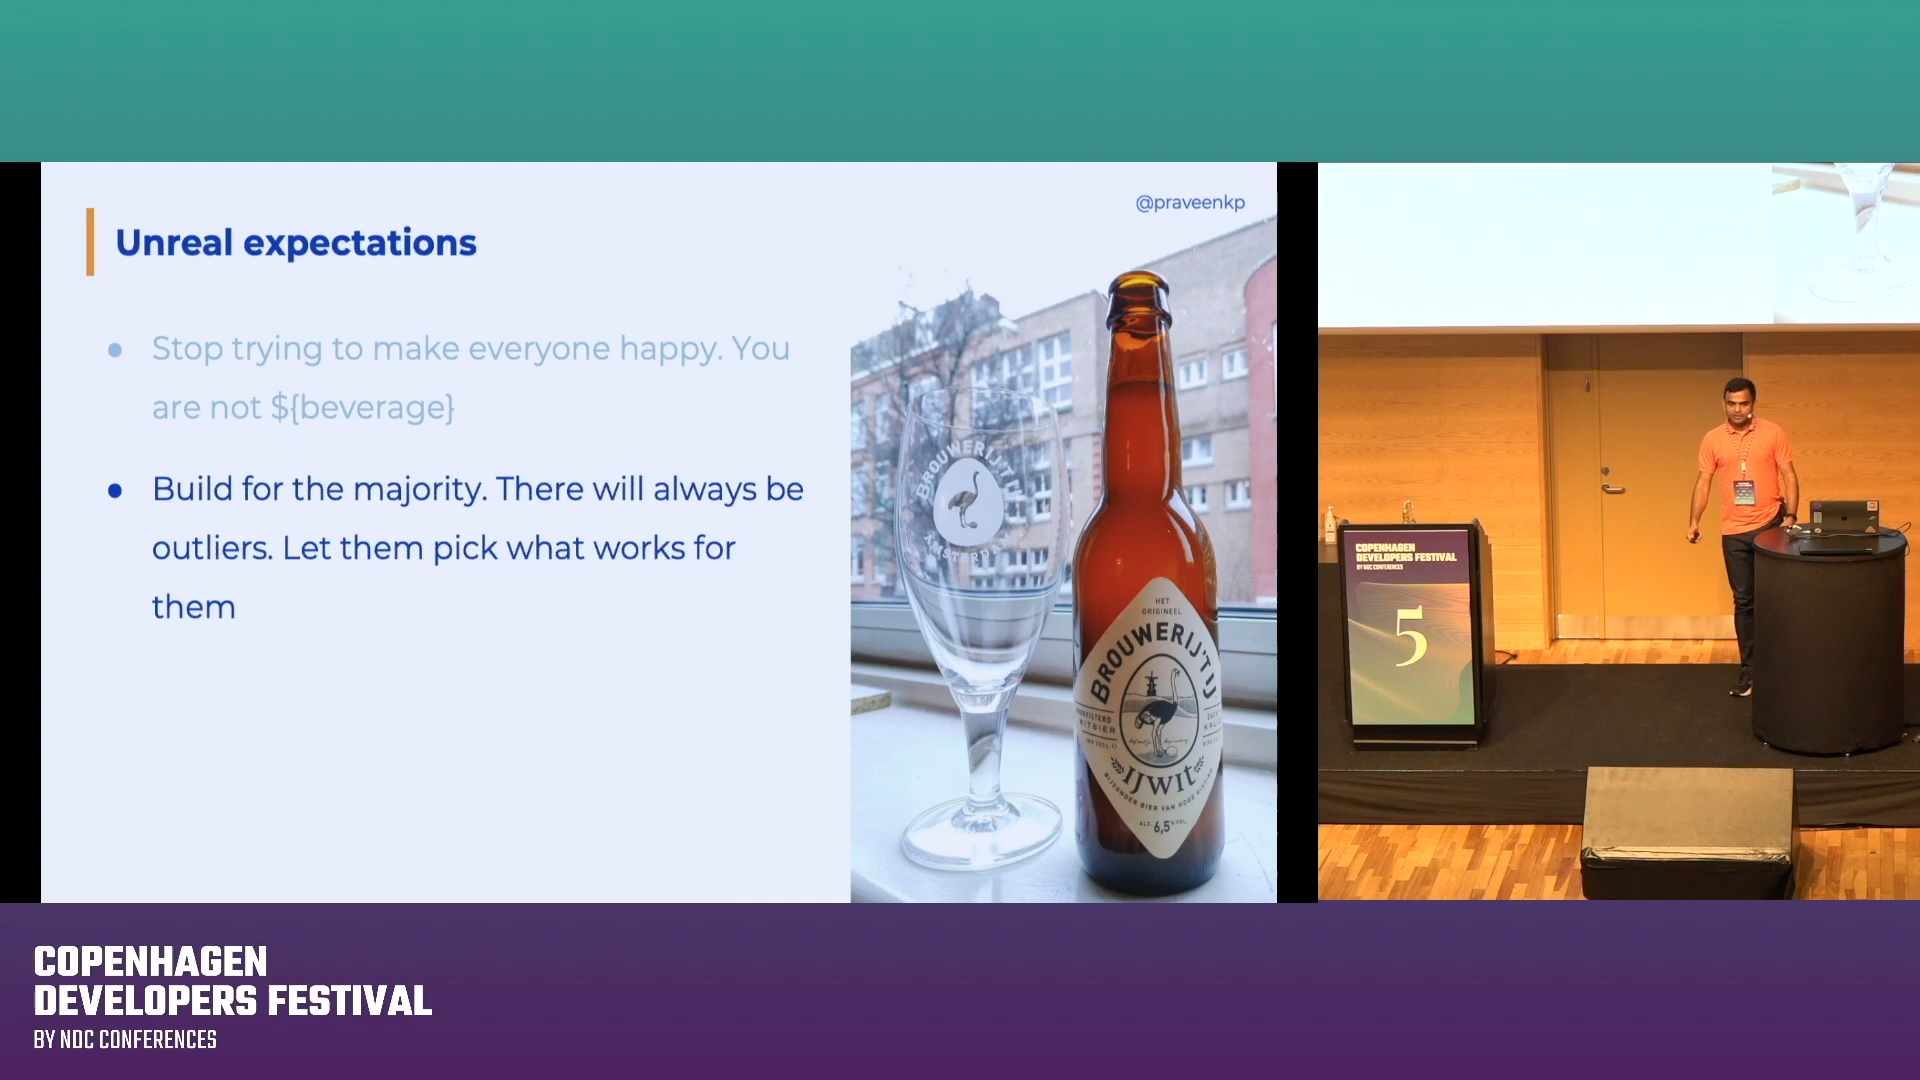 @praveenkp
Unreal expectations
● Stop trying to make everyone happy. You
are not ${beverage}
● Build for the majority. There will always be
outliers. Let them pick what works for
them
BROUWERIJ'T IJ
AMSTERDAM
HET
ORIGINEEL
BROUWERIJ'T IJ
WITBIER
IJWIT
ALC. 6,5% VOL.
COPENHAGEN
DEVELOPERS FESTIVAL
BY NDC CONFERENCES
5
COPENHAGEN
DEVELOPERS FESTIVAL
BY NDC CONFERENCES